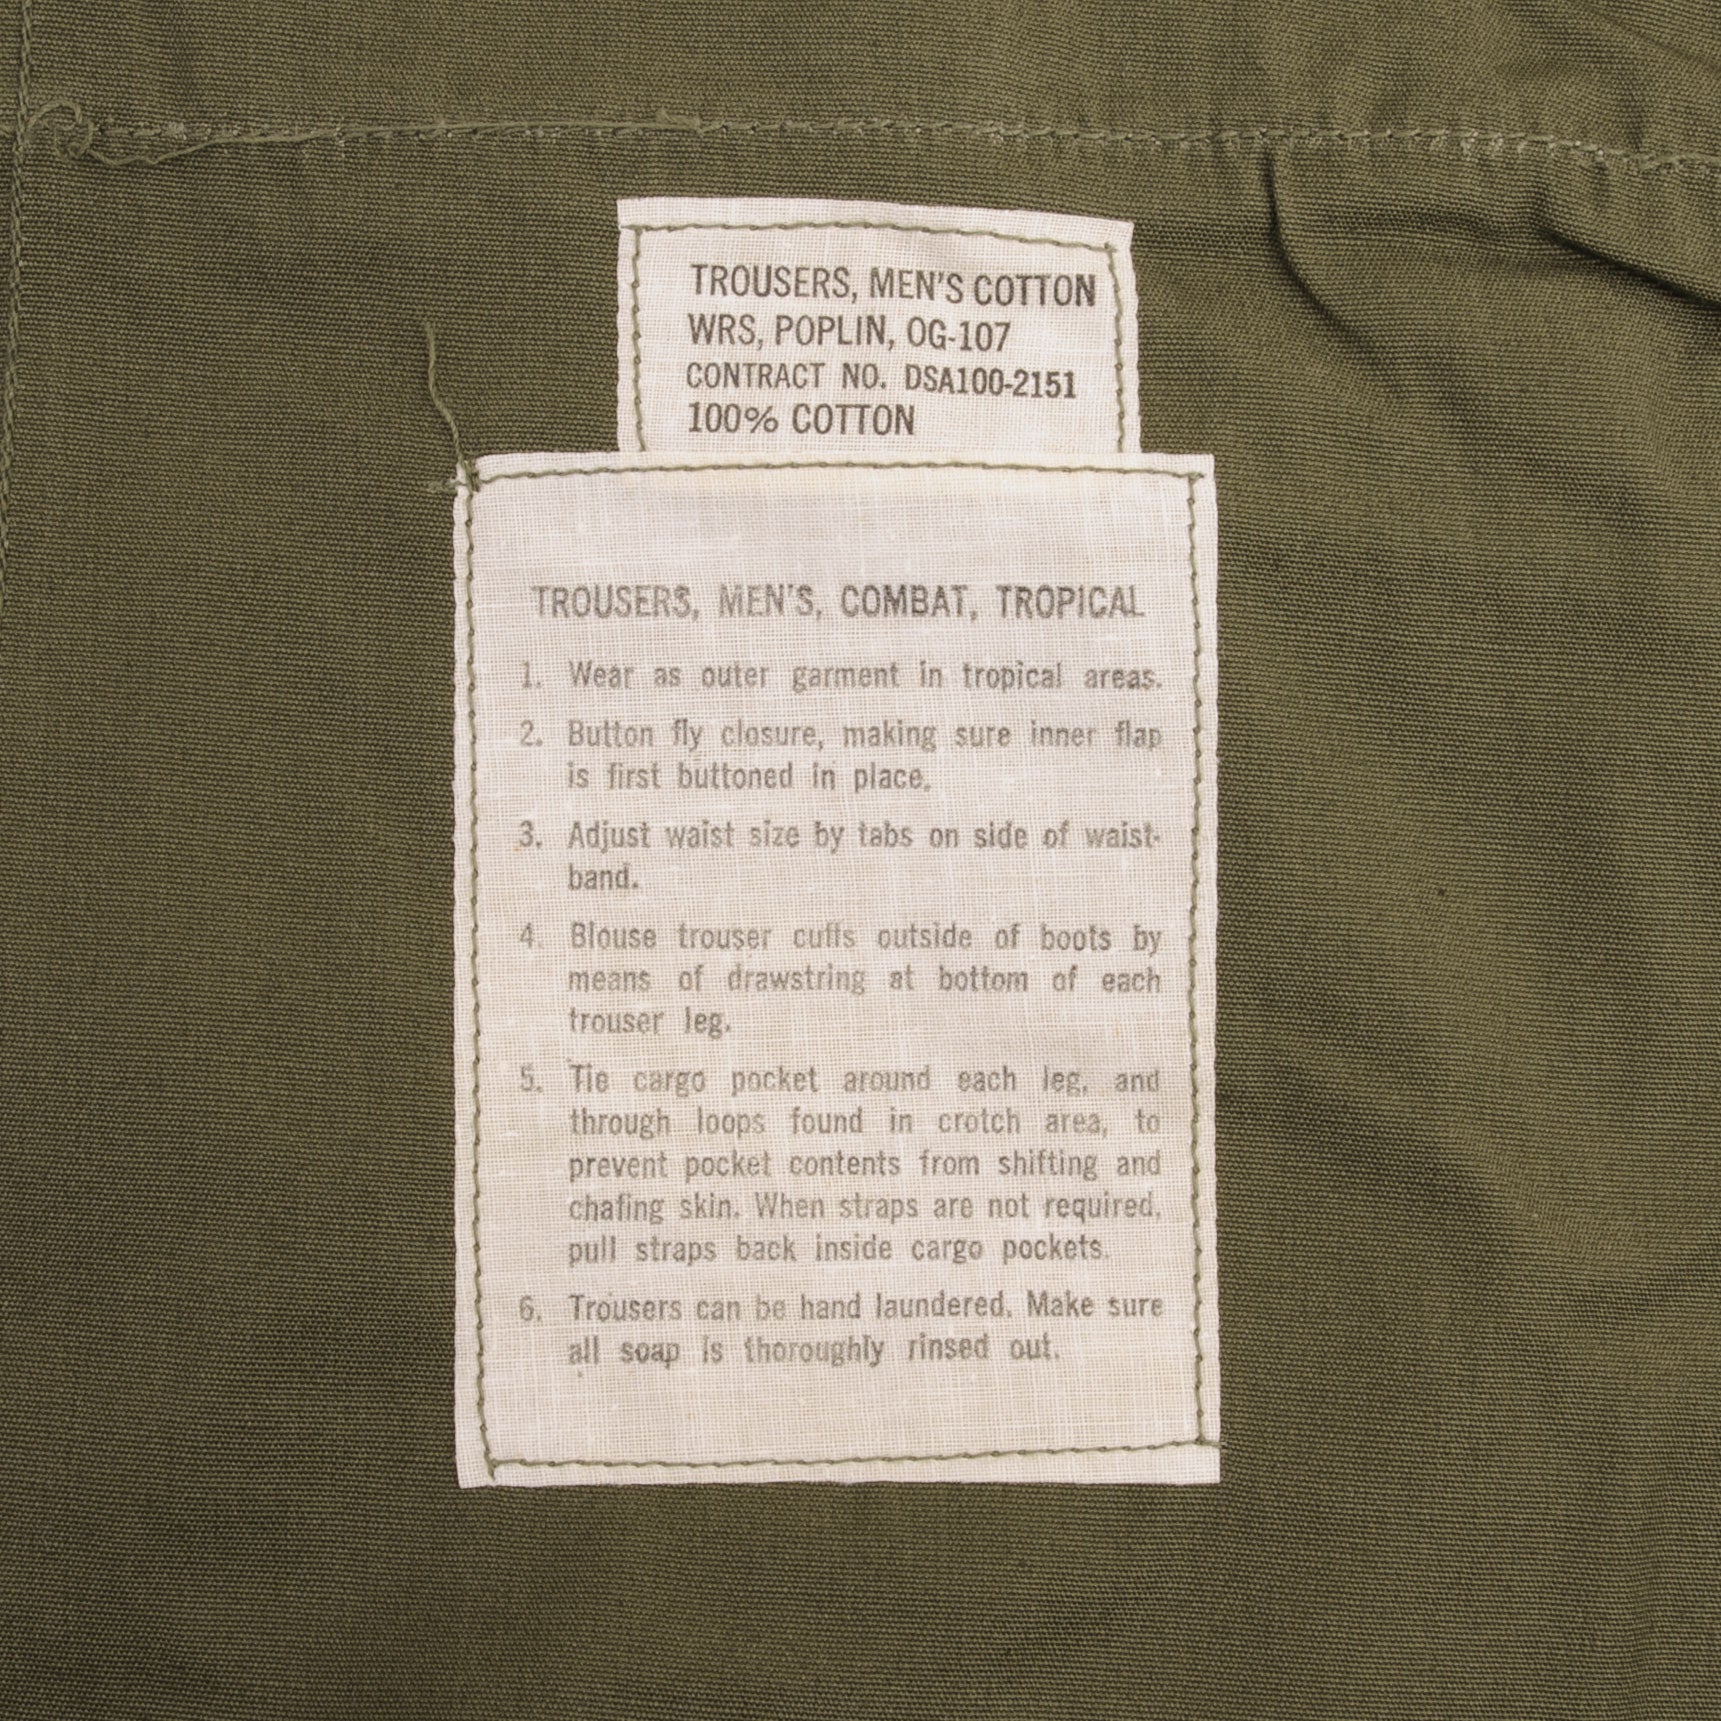 TROUSERS, MEN'S COTTON
WRS, POPLIN, OG-107
CONTRACT NO. DSA100-2151
100% COTTON
TROUSERS, MEN'S, COMBAT, TROPICAL
1. Wear as outer garment in tropical areas.
2. Button fly closure, making sure inner flap
is first buttoned in place.
3. Adjust waist size by tabs on side of waist-
band.
4. Blouse trouser cuffs outside of boots by
means of drawstring at bottom of each
trouser leg.
5. Tie cargo pocket around each leg, and
through loops found in crotch area, to
prevent pocket contents from shifting and
chafing skin. When straps are not required,
pull straps back inside cargo pockets.
6. Trousers can be hand laundered. Make sure
all soap is thoroughly rinsed out.